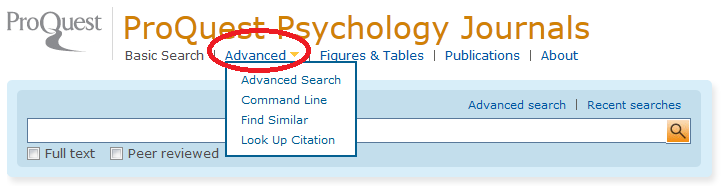 ProQuest
ProQuest Psychology Journals
Basic Search | Advanced | Figures & Tables | Publications | About
Advanced Search
Command Line
Find Similar
Look Up Citation
Advanced search | Recent searches |
Full text Peer reviewed